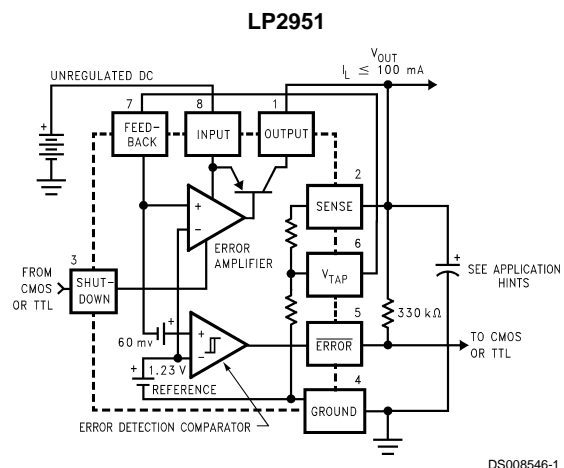 LP2951
V_OUT
I_L ≤ 100 mA
UNREGULATED DC
7
8
1
FEED-
BACK
INPUT
OUTPUT
+
2
SENSE
+
−
ERROR
AMPLIFIER
6
V_TAP
+
SEE APPLICATION
HINTS
3
FROM
CMOS
OR TTL
SHUT-
DOWN
330 kΩ
5
ERROR
TO CMOS
OR TTL
+
60 mv
+
−
+
1.23 V
REFERENCE
4
GROUND
ERROR DETECTION COMPARATOR
DS008546-1